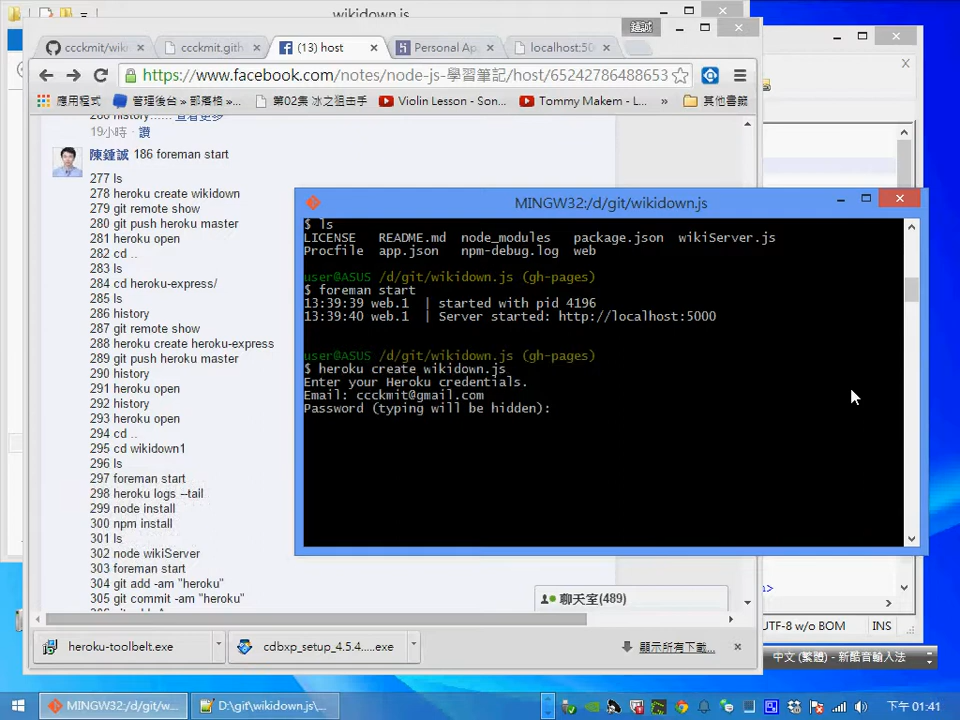 wikidown.js
繡誠
ccckmit/wiki
ccckmit.gith
(13) host
Personal Ap
localhost:50
https://www.facebook.com/notes/node-js-學習筆記/host/65242786488653
應用程式
管理後台 » 部落格 »...
第02集 冰之狙击手
Violin Lesson - Son...
Tommy Makem - L...
»
其他書籤
286 history...... 查看更多
19小時 · 讚
陳鍾誠 186 foreman start
277 ls
278 heroku create wikidown
279 git remote show
280 git push heroku master
281 heroku open
282 cd ..
283 ls
284 cd heroku-express/
285 ls
286 history
287 git remote show
288 heroku create heroku-express
289 git push heroku master
290 history
291 heroku open
292 history
293 heroku open
294 cd ..
295 cd wikidown1
296 ls
297 foreman start
298 heroku logs --tail
299 node install
300 npm install
301 ls
302 node wikiServer
303 foreman start
304 git add -am "heroku"
305 git commit -am "heroku"
MINGW32:/d/git/wikidown.js
$ ls
LICENSE README.md node_modules package.json wikiServer.js
Procfile app.json npm-debug.log web
user@ASUS /d/git/wikidown.js (gh-pages)
$ foreman start
13:39:39 web.1 | started with pid 4196
13:39:40 web.1 | Server started: http://localhost:5000
user@ASUS /d/git/wikidown.js (gh-pages)
$ heroku create wikidown.js
Enter your Heroku credentials.
Email: ccckmit@gmail.com
Password (typing will be hidden):
聊天室(489)
heroku-toolbelt.exe
cdbxp_setup_4.5.4....exe
顯示所有下載...
UTF-8 w/o BOM
INS
中文 (繁體) - 新酷音輸入法
MINGW32:/d/git/w...
D:\git\wikidown.js\...
下午 01:41